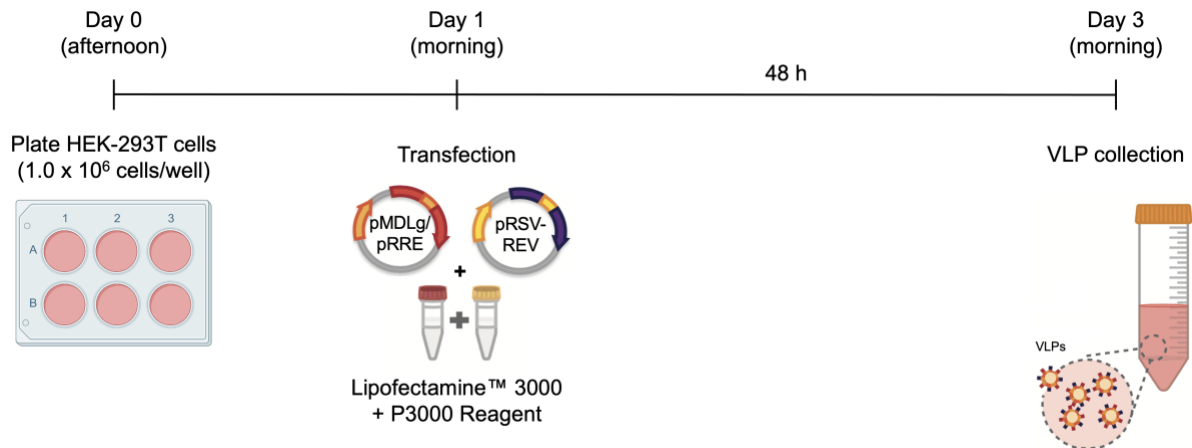 Day 0
(afternoon)
Day 1
(morning)
Day 3
(morning)
48 h
Plate HEK-293T cells
(1.0 x 10⁶ cells/well)
Transfection
VLP collection
1 2 3
A
B
pMDLg/
pRRE
pRSV-
REV
+
Lipofectamine™ 3000
+ P3000 Reagent
VLPs